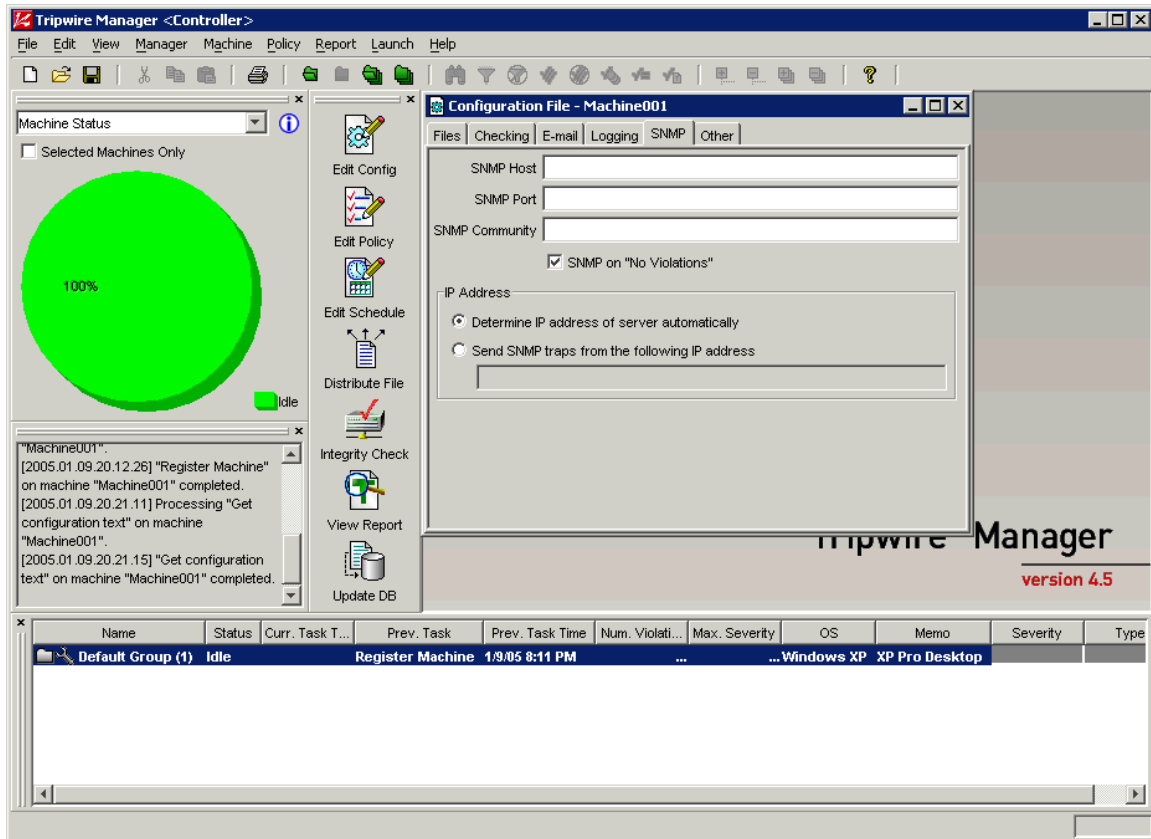 Tripwire Manager <Controller>
File Edit View Manager Machine Policy Report Launch Help
Machine Status
Selected Machines Only
100%
Idle
"Machine001".
[2005.01.09.20.12.26] "Register Machine"
on machine "Machine001" completed.
[2005.01.09.20.21.11] Processing "Get
configuration text" on machine
"Machine001".
[2005.01.09.20.21.15] "Get configuration
text" on machine "Machine001" completed.
Edit Config
Edit Policy
Edit Schedule
Distribute File
Integrity Check
View Report
Update DB
Configuration File - Machine001
Files Checking E-mail Logging SNMP Other
SNMP Host
SNMP Port
SNMP Community
SNMP on "No Violations"
IP Address
Determine IP address of server automatically
Send SNMP traps from the following IP address
Tripwire Manager
version 4.5
Name Status Curr. Task T... Prev. Task Prev. Task Time Num. Violati... Max. Severity OS Memo Severity Type
Default Group (1) Idle Register Machine 1/9/05 8:11 PM ... ... Windows XP XP Pro Desktop